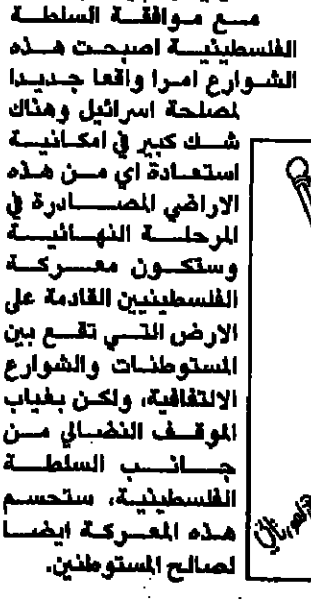 مع موافقة السلطة
الفلسطينية اصبحت هذه
الشوارع امرا واقعا جديدا
لمصلحة اسرائيل وهناك
شك كبير في امكانية
استعادة اي من هذه
الاراضي المصادرة في
المرحلة النهائية
وستكون معركة
الفلسطينيين القادمة على
الارض التي تقع بين
المستوطنات والشوارع
الالتفافية، ولكن بغياب
الموقف النضالي من
جانب السلطة
الفلسطينية، ستحسم
هذه المعركة ايضا
لصالح المستوطنين.